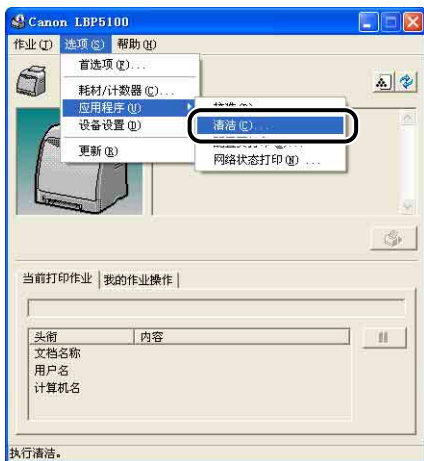 Canon LBP5100
作业(J) 选项(S) 帮助(H)
首选项(P)...
耗材/计数器(C)...
应用程序(U)
设备设置(D)
更新(R)
清洁(C)...
网络状态打印(N) ...
当前打印作业 我的作业操作
头衔 内容
文档名称
用户名
计算机名
执行清洁。